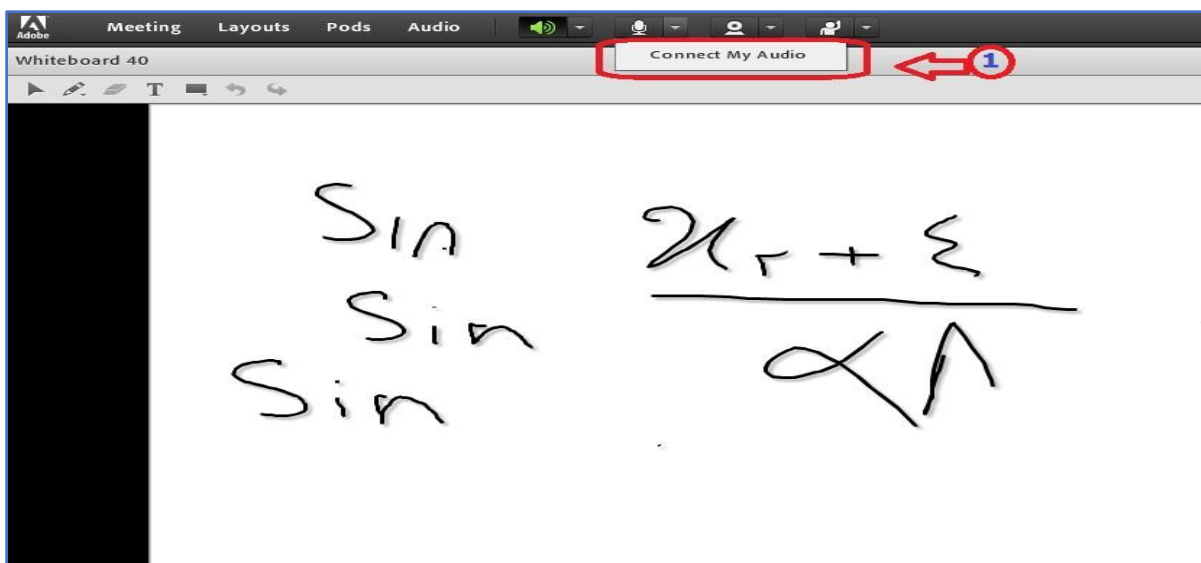 Adobe Meeting Layouts Pods Audio
Connect My Audio
1
Whiteboard 40
T
Sin
Sin
Sin